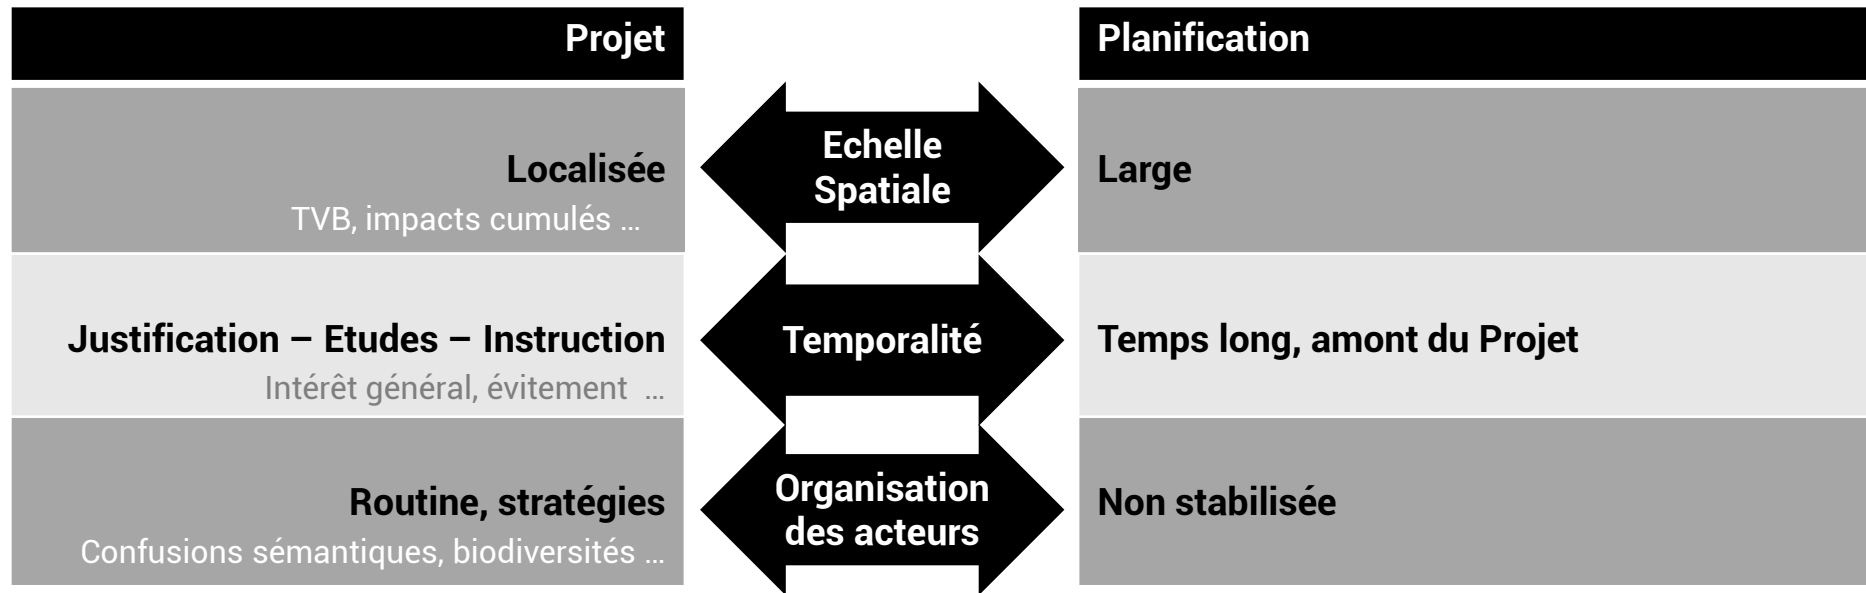 Projet
Planification
Localisée
TVB, impacts cumulés ...
Echelle
Spatiale
Large
Justification – Etudes – Instruction
Intérêt général, évitement ...
Temporalité
Temps long, amont du Projet
Routine, stratégies
Confusions sémantiques, biodiversités ...
Organisation
des acteurs
Non stabilisée